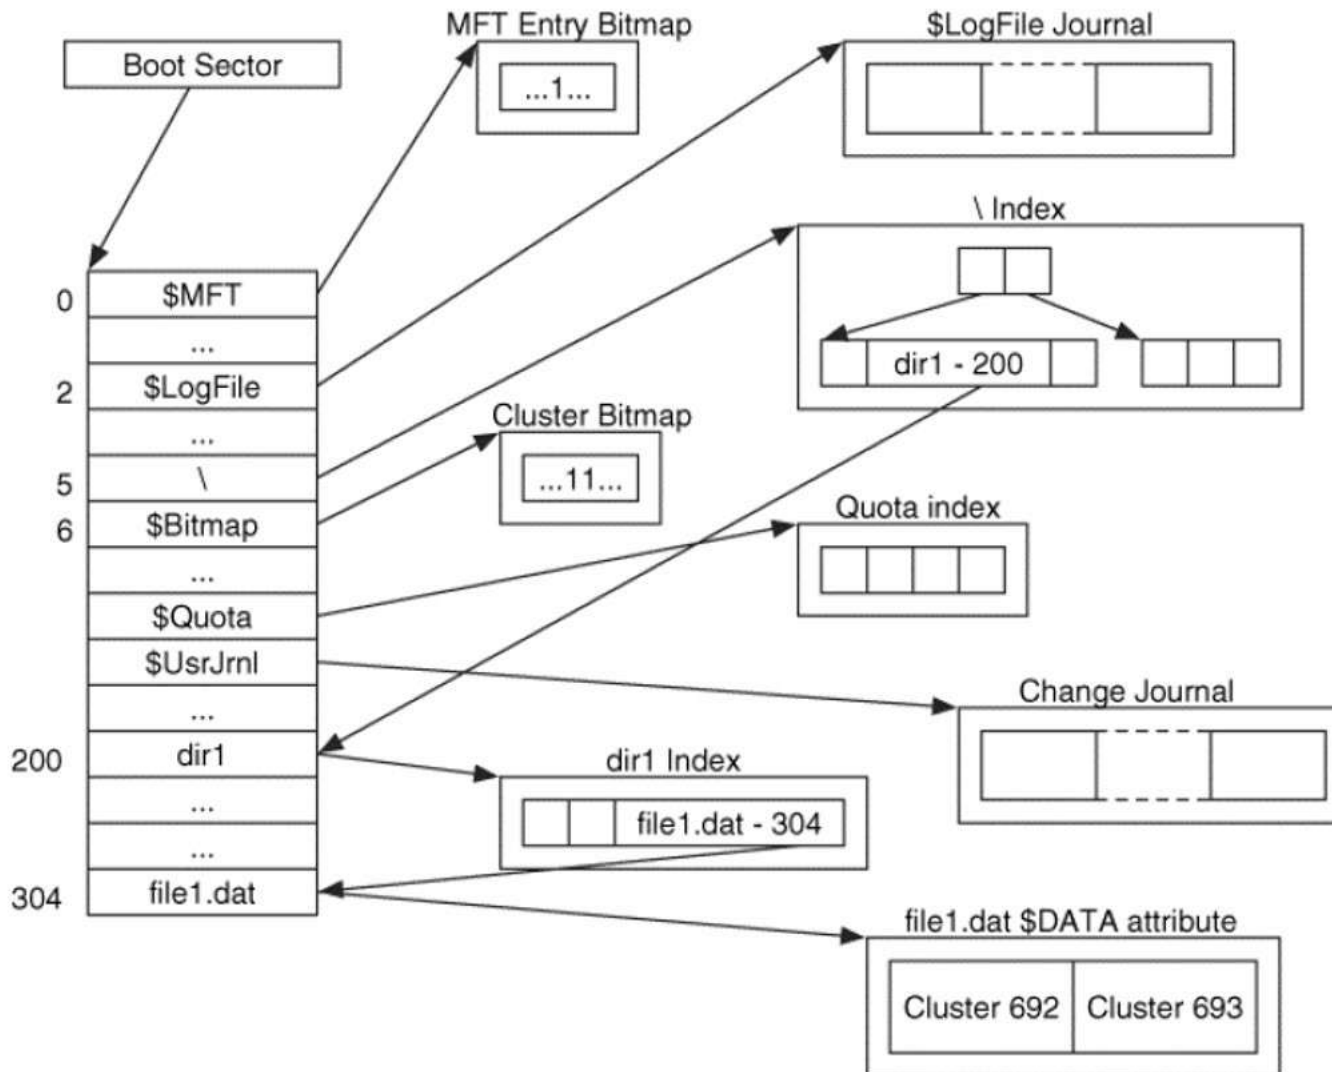 MFT Entry Bitmap
$LogFile Journal
Boot Sector
...1...
\ Index
0
$MFT
...
2
$LogFile
dir1 - 200
...
Cluster Bitmap
5
\
...11...
6
$Bitmap
Quota index
...
$Quota
$UsrJrnl
Change Journal
...
200
dir1
dir1 Index
...
file1.dat - 304
...
304
file1.dat
file1.dat $DATA attribute
Cluster 692
Cluster 693